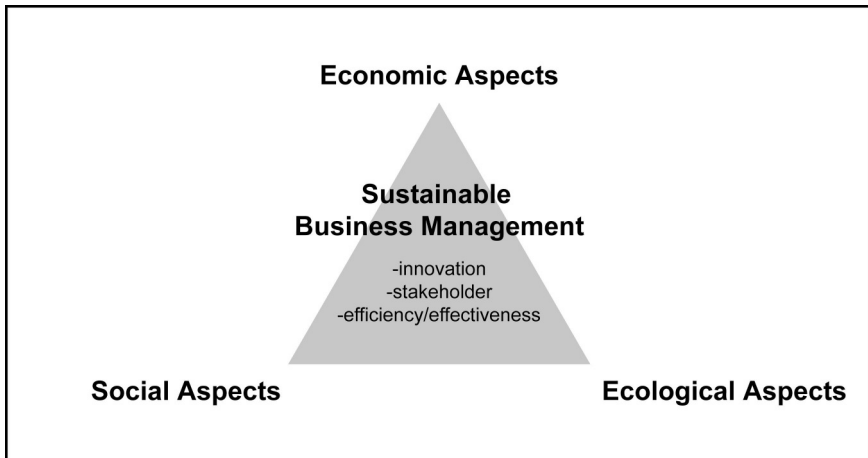 Economic Aspects
Sustainable
Business Management
-innovation
-stakeholder
-efficiency/effectiveness
Social Aspects
Ecological Aspects